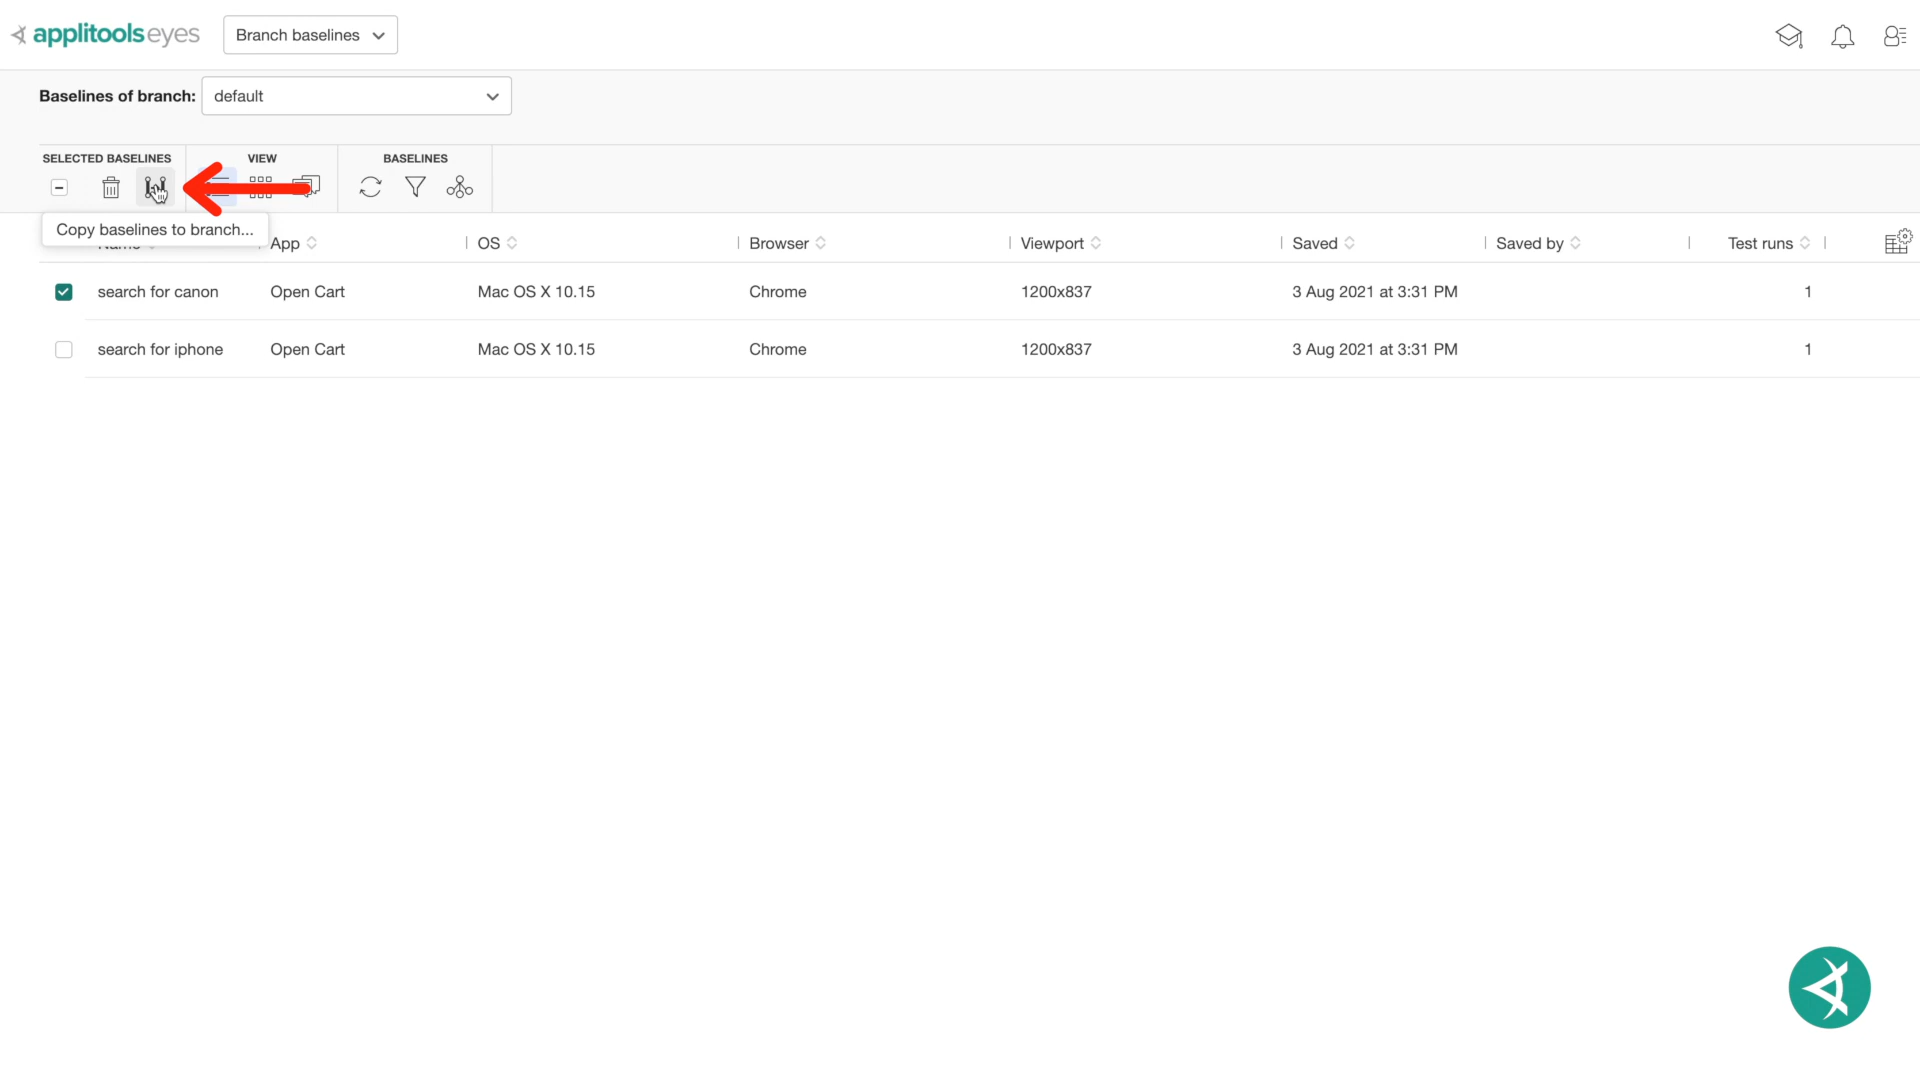 applitools eyes
Branch baselines
Baselines of branch: default
SELECTED BASELINES VIEW BASELINES
Copy baselines to branch...
Name App OS Browser Viewport Saved Saved by Test runs
search for canon Open Cart Mac OS X 10.15 Chrome 1200x837 3 Aug 2021 at 3:31 PM 1
search for iphone Open Cart Mac OS X 10.15 Chrome 1200x837 3 Aug 2021 at 3:31 PM 1